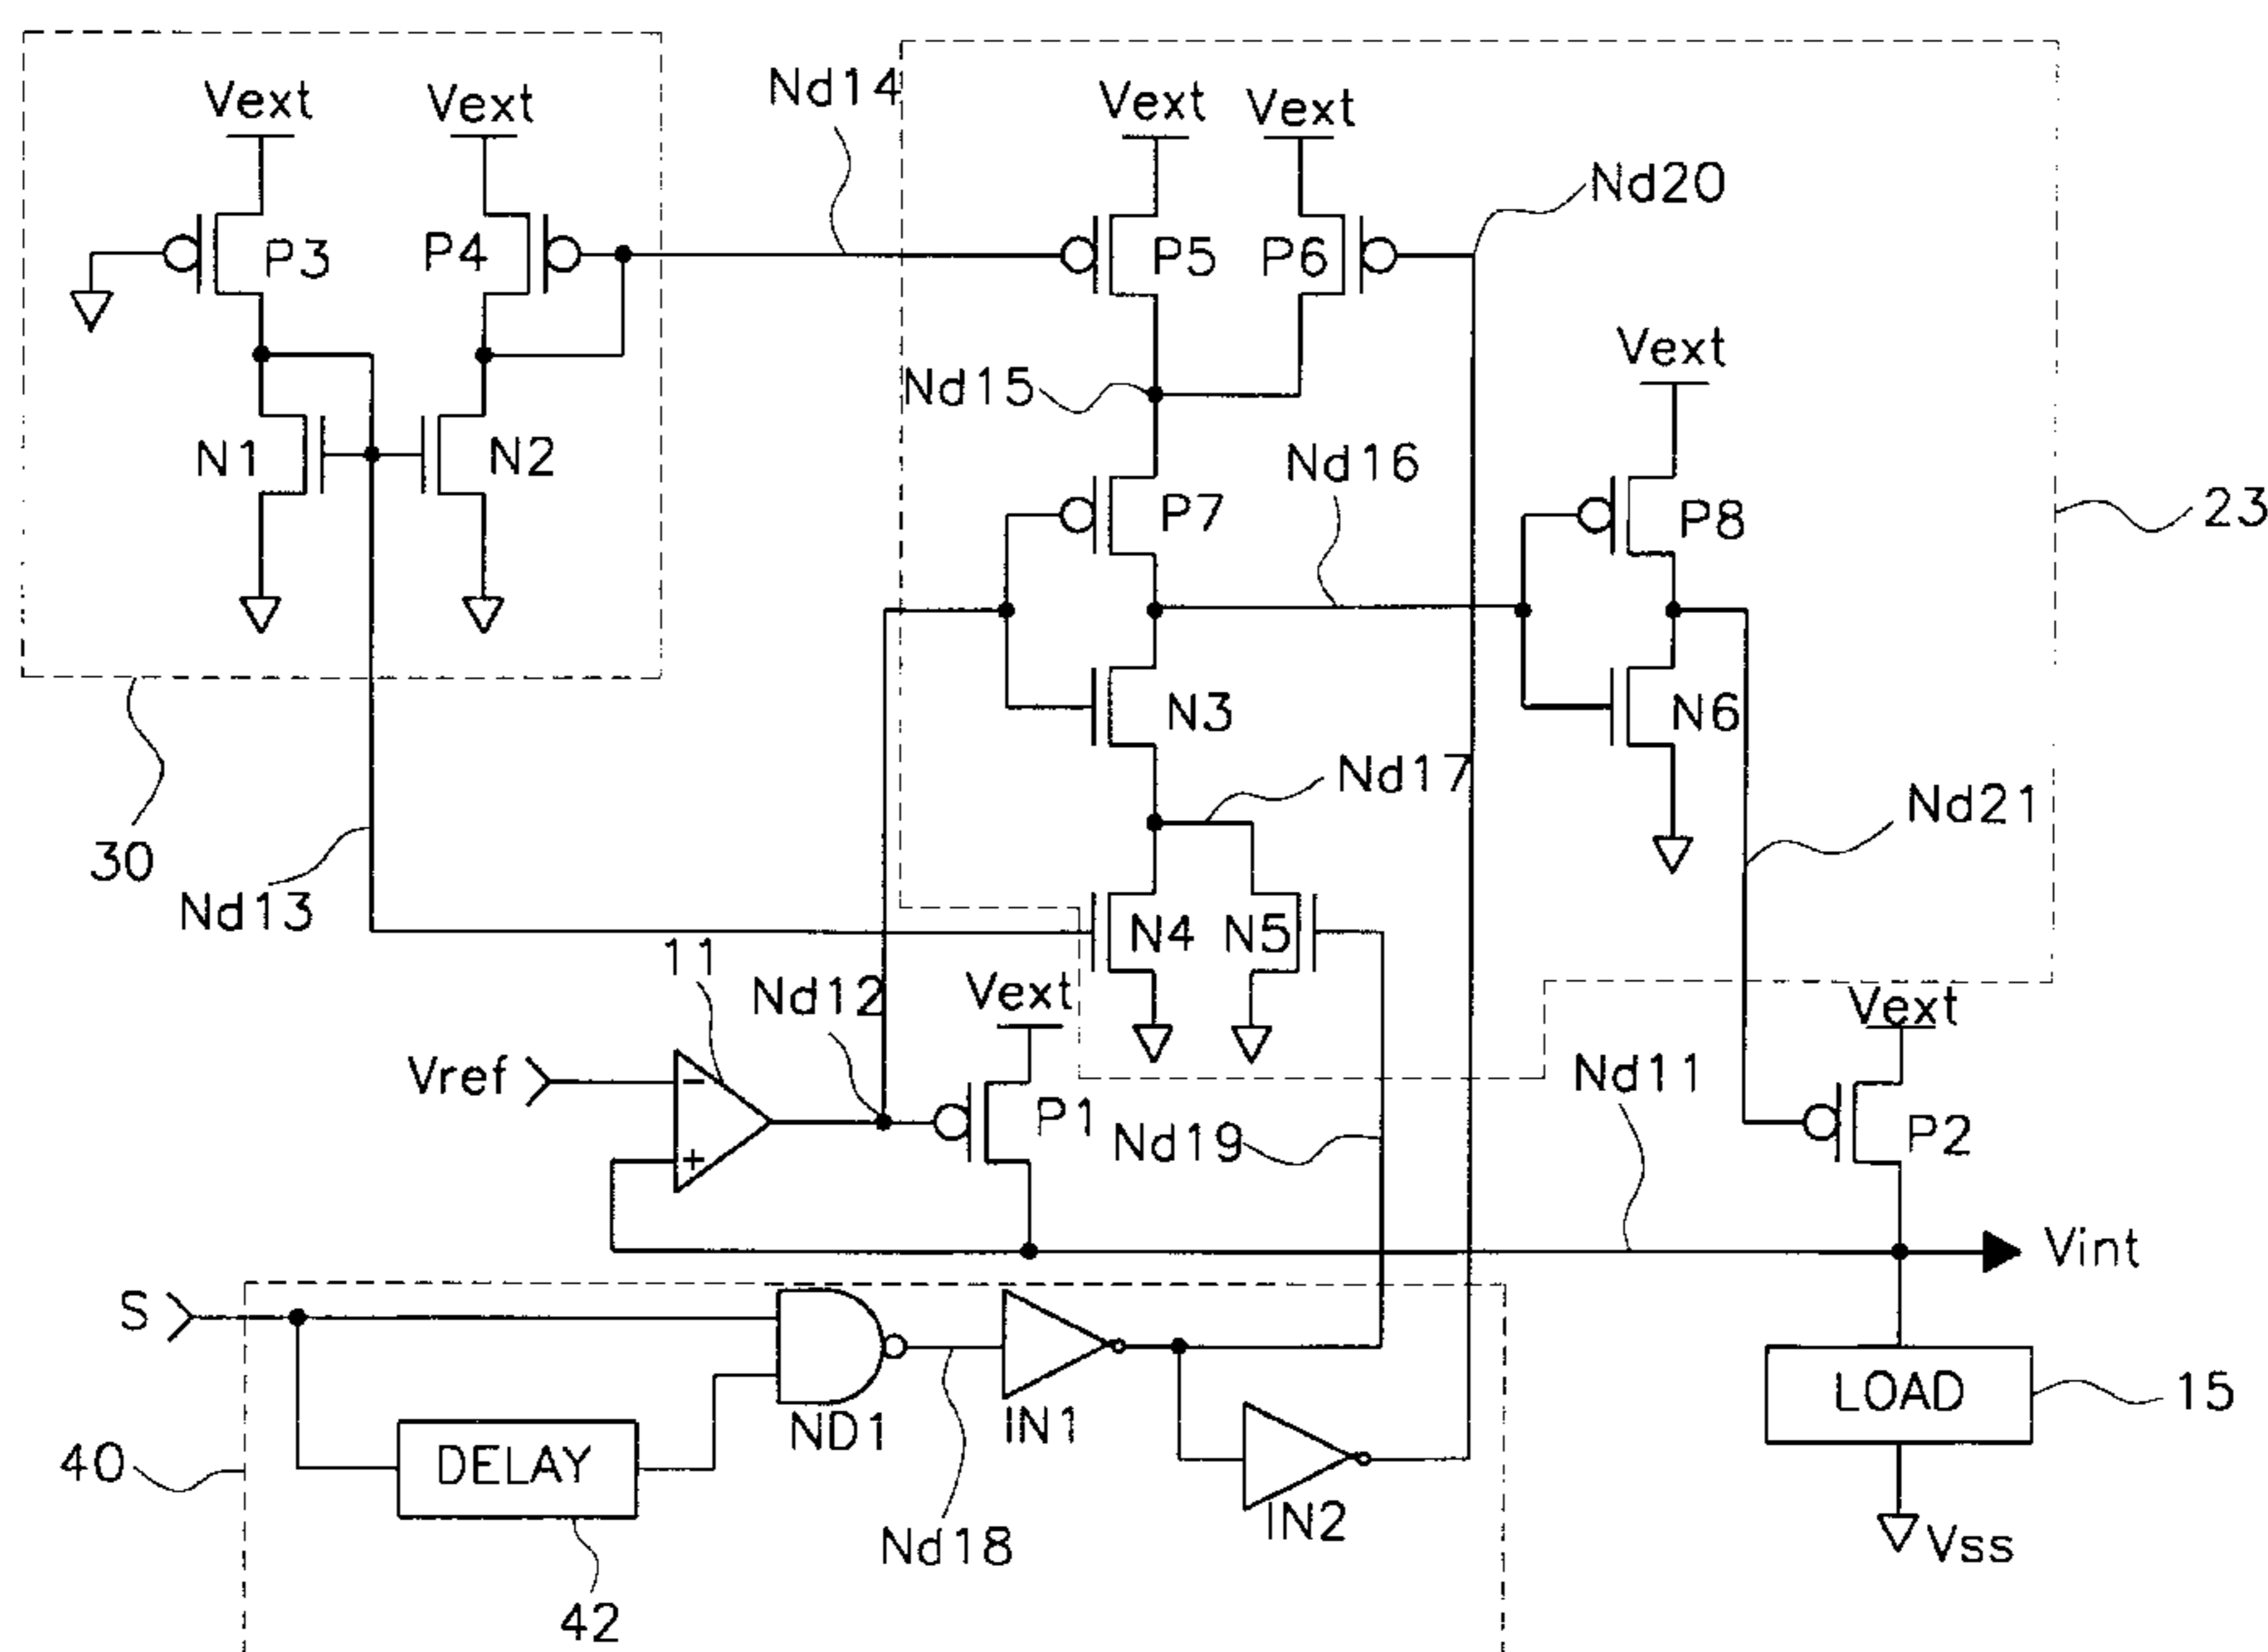 Vext
Vext
Nd14
Vext
Vext
Nd20
P3
P4
P5
P6
Vext
Nd15
N1
N2
Nd16
P7
P8
23
N3
N6
Nd17
Nd21
30
Nd13
11
N4
N5
Nd12
Vext
Vext
Vref
-
+
P1
Nd19
Nd11
P2
Vint
S
ND1
IN1
LOAD
15
40
DELAY
IN2
Nd18
Vss
42